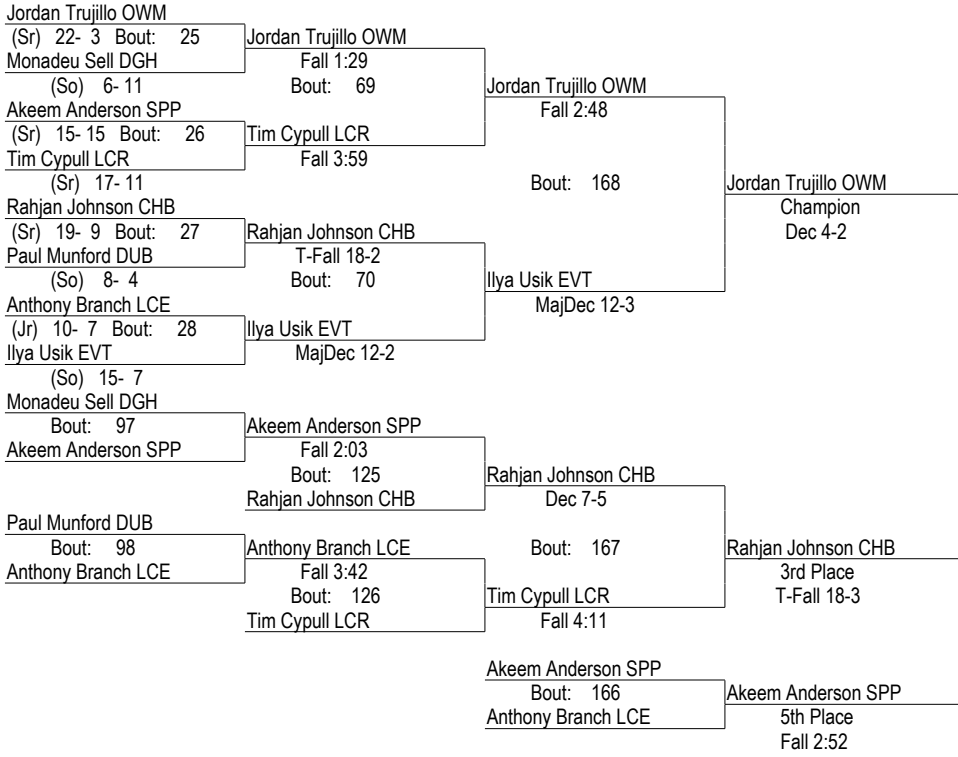 Jordan Trujillo OWM
(Sr) 22- 3 Bout: 25
Jordan Trujillo OWM
Monadeu Sell DGH
Fall 1:29
(So) 6- 11
Bout: 69
Jordan Trujillo OWM
Akeem Anderson SPP
Fall 2:48
(Sr) 15- 15 Bout: 26
Tim Cypull LCR
Tim Cypull LCR
Fall 3:59
(Sr) 17- 11
Bout: 168
Jordan Trujillo OWM
Rahjan Johnson CHB
Champion
(Sr) 19- 9 Bout: 27
Rahjan Johnson CHB
Dec 4-2
Paul Munford DUB
T-Fall 18-2
(So) 8- 4
Bout: 70
Ilya Usik EVT
Anthony Branch LCE
MajDec 12-3
(Jr) 10- 7 Bout: 28
Ilya Usik EVT
Ilya Usik EVT
MajDec 12-2
(So) 15- 7
Monadeu Sell DGH
Bout: 97
Akeem Anderson SPP
Akeem Anderson SPP
Fall 2:03
Bout: 125
Rahjan Johnson CHB
Rahjan Johnson CHB
Dec 7-5
Paul Munford DUB
Bout: 98
Anthony Branch LCE
Bout: 167
Rahjan Johnson CHB
Anthony Branch LCE
Fall 3:42
3rd Place
Bout: 126
Tim Cypull LCR
T-Fall 18-3
Tim Cypull LCR
Fall 4:11
Akeem Anderson SPP
Bout: 166
Akeem Anderson SPP
Anthony Branch LCE
5th Place
Fall 2:52